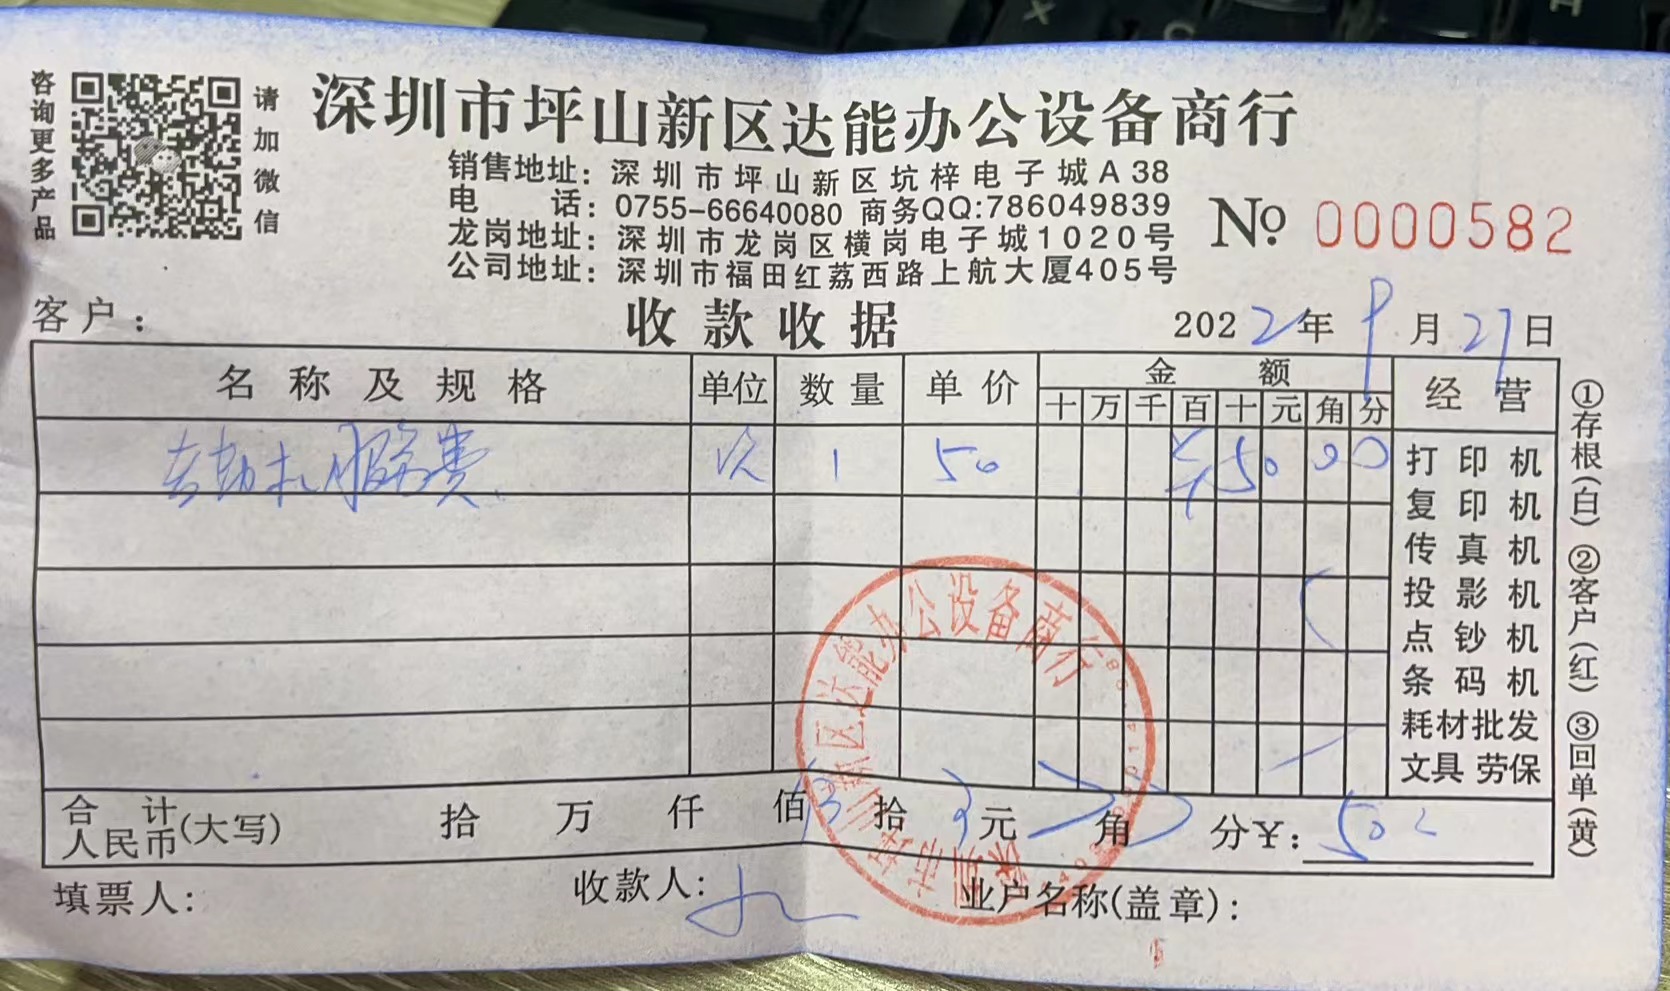 咨询更多产品
请加微信
深圳市坪山新区达能办公设备商行
销售地址：深圳市坪山新区坑梓电子城A38
电 话：0755-66640080 商务QQ:786049839
龙岗地址：深圳市龙岗区横岗电子城1020号
公司地址：深圳市福田红荔西路上航大厦405号
№ 0000582
客户：
收款收据
2022年9月27日
名称及规格 单位 数量 单价 金额 经营
十 万 千 百 十 元 角 分
服务费 次 1 50 ¥ 5 0 0 0
打印机
复印机
传真机
投影机
点钞机
条码机
耗材批发
文具 劳保
合计人民币(大写) 拾 万 仟 佰 拾 元 角 分 ¥: 50
填票人: 收款人: 业户名称(盖章):
①存根(白) ②客户(红) ③回单(黄)
深圳市坪山新区达能办公设备商行